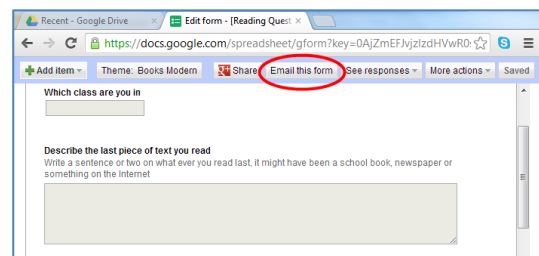 Recent - Google Drive
Edit form - [Reading Quest
https://docs.google.com/spreadsheet/gform?key=0AjZmEFJvjzlzdHVwR0:
Add item
Theme: Books Modern
Share
Email this form
See responses
More actions
Saved
Which class are you in
Describe the last piece of text you read
Write a sentence or two on what ever you read last, it might have been a school book, newspaper or
something on the Internet